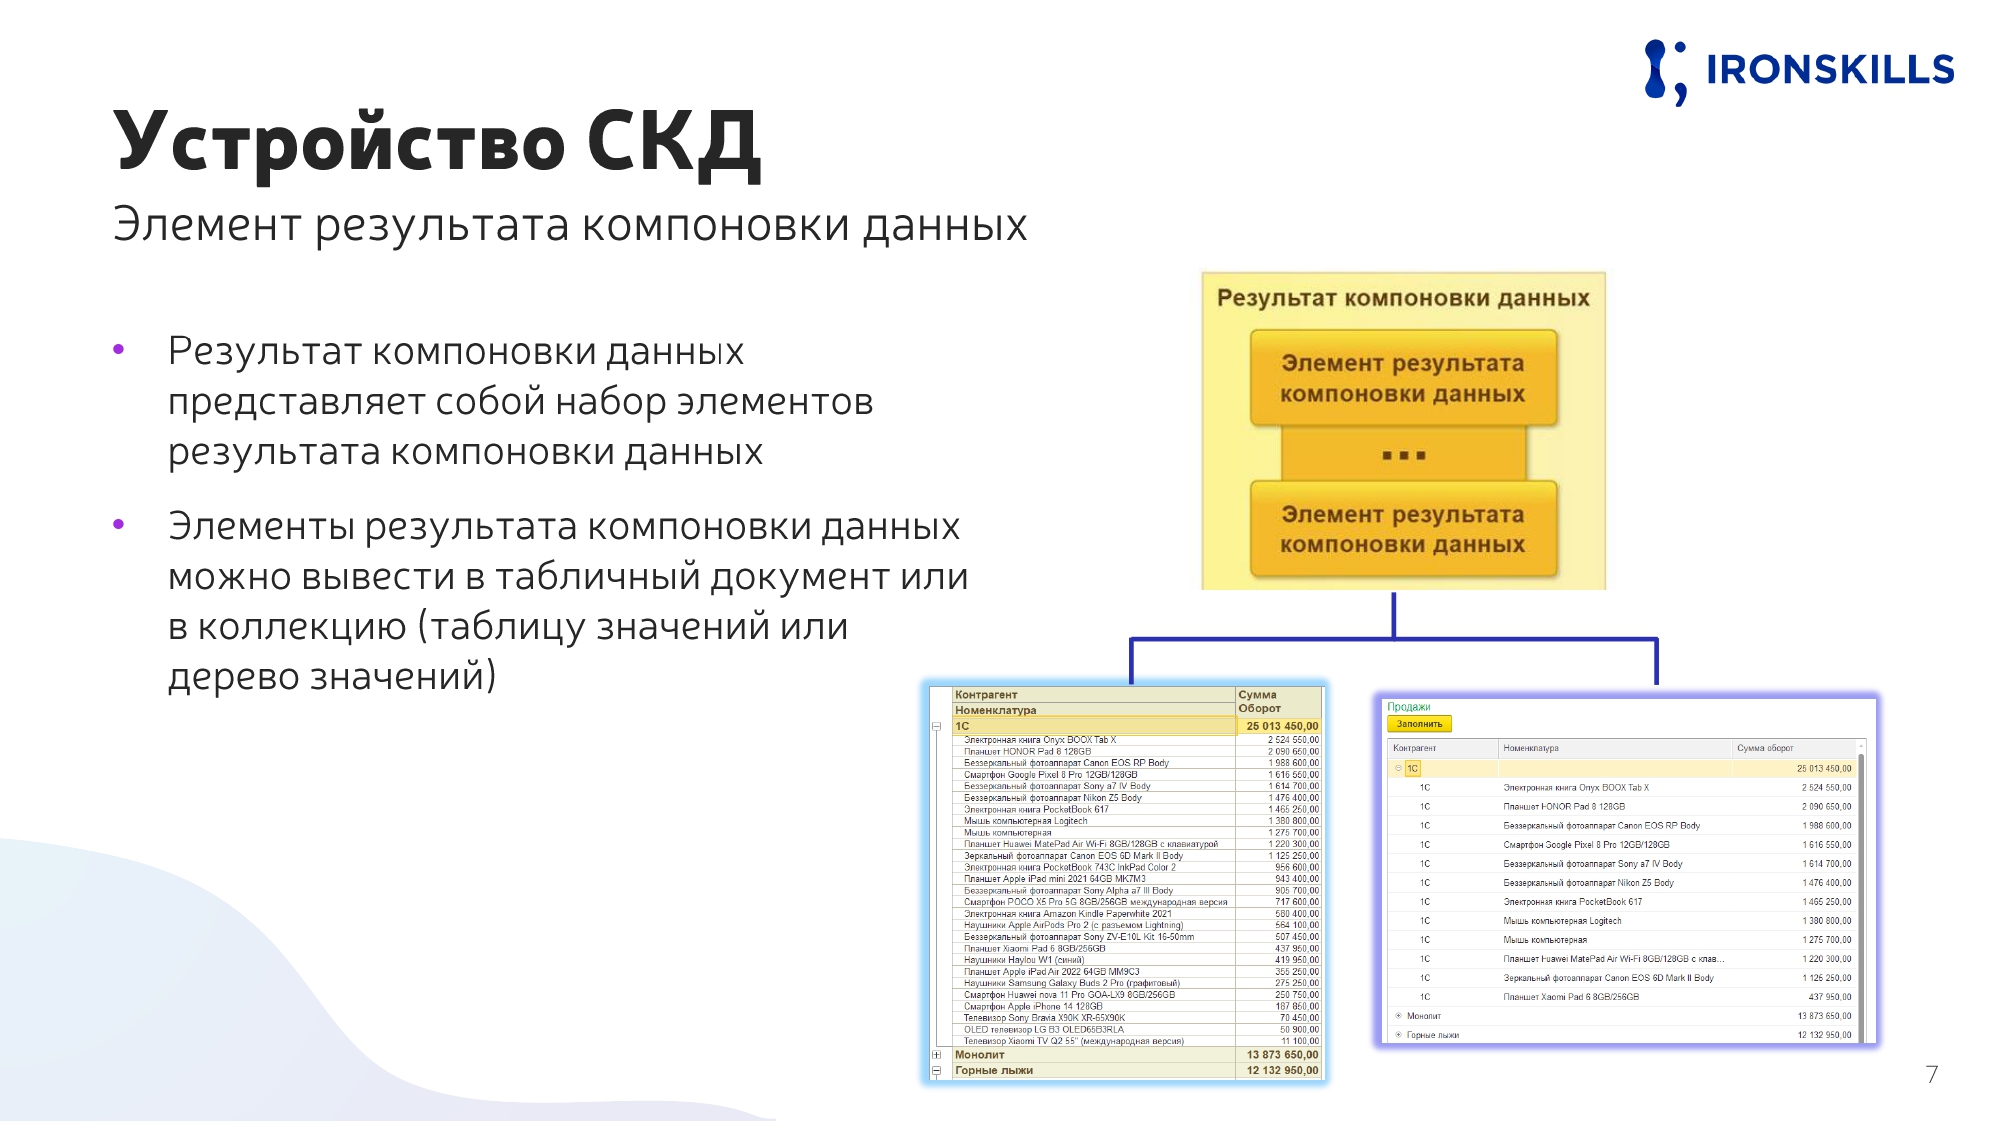 IRONSKILLS
Устройство СКД
Элемент результата компоновки данных
• Результат компоновки данных
представляет собой набор элементов
результата компоновки данных
• Элементы результата компоновки данных
можно вывести в табличный документ или
в коллекцию (таблицу значений или
дерево значений)
Результат компоновки данных
Элемент результата
компоновки данных
...
Элемент результата
компоновки данных
Контрагент Сумма
Номенклатура Оборот
1С 25 013 450,00
Электронная книга Onyx BOOX Tab X 2 524 550,00
Планшет HONOR Pad 8 128GB 2 090 650,00
Беззеркальный фотоаппарат Canon EOS RP Body 1 988 600,00
Смартфон Google Pixel 8 Pro 12GB/128GB 1 616 550,00
Беззеркальный фотоаппарат Sony a7 IV Body 1 614 700,00
Беззеркальный фотоаппарат Nikon Z5 Body 1 476 400,00
Электронная книга PocketBook 617 1 465 250,00
Мышь компьютерная Logitech 1 380 800,00
Мышь компьютерная 1 275 700,00
Планшет Huawei MatePad Air Wi-Fi 8GB/128GB с клавиатурой 1 220 300,00
Зеркальный фотоаппарат Canon EOS 6D Mark II Body 1 125 250,00
Электронная книга PocketBook 743C InkPad Color 2 956 600,00
Планшет Apple iPad mini 2021 64GB MK7M3 943 400,00
Беззеркальный фотоаппарат Sony Alpha a7 III Body 905 700,00
Смартфон POCO X5 Pro 5G 8GB/256GB международная версия 717 600,00
Электронная книга Amazon Kindle Paperwhite 2021 580 400,00
Наушники Apple AirPods Pro 2 (с разъемом Lightning) 564 100,00
Беззеркальный фотоаппарат Sony ZV-E10L Kit 16-50mm 507 450,00
Планшет Xiaomi Pad 6 8GB/256GB 437 950,00
Наушники Haylou W1 (синий) 419 950,00
Планшет Apple iPad Air 2022 64GB MM9C3 355 250,00
Наушники Samsung Galaxy Buds 2 Pro (графитовый) 275 250,00
Смартфон Huawei nova 11 Pro GOA-LX9 8GB/256GB 250 750,00
Смартфон Apple iPhone 14 128GB 187 850,00
Телевизор Sony Bravia X90K XR-65X90K 70 450,00
OLED телевизор LG B3 OLED65B3RLA 50 900,00
Телевизор Xiaomi TV Q2 55" (международная версия) 11 100,00
Монолит 13 873 650,00
Горные лыжи 12 132 950,00
Продажи
Заполнить
Контрагент Номенклатура Сумма оборот
1С 25 013 450,00
1С Электронная книга Onyx BOOX Tab X 2 524 550,00
1С Планшет HONOR Pad 8 128GB 2 090 650,00
1С Беззеркальный фотоаппарат Canon EOS RP Body 1 988 600,00
1С Смартфон Google Pixel 8 Pro 12GB/128GB 1 616 550,00
1С Беззеркальный фотоаппарат Sony a7 IV Body 1 614 700,00
1С Беззеркальный фотоаппарат Nikon Z5 Body 1 476 400,00
1С Электронная книга PocketBook 617 1 465 250,00
1С Мышь компьютерная Logitech 1 380 800,00
1С Мышь компьютерная 1 275 700,00
1С Планшет Huawei MatePad Air Wi-Fi 8GB/128GB с клав... 1 220 300,00
1С Зеркальный фотоаппарат Canon EOS 6D Mark II Body 1 125 250,00
1С Планшет Xaomi Pad 6 8GB/256GB 437 950,00
Монолит 13 873 650,00
Горные лыжи 12 132 950,00
7